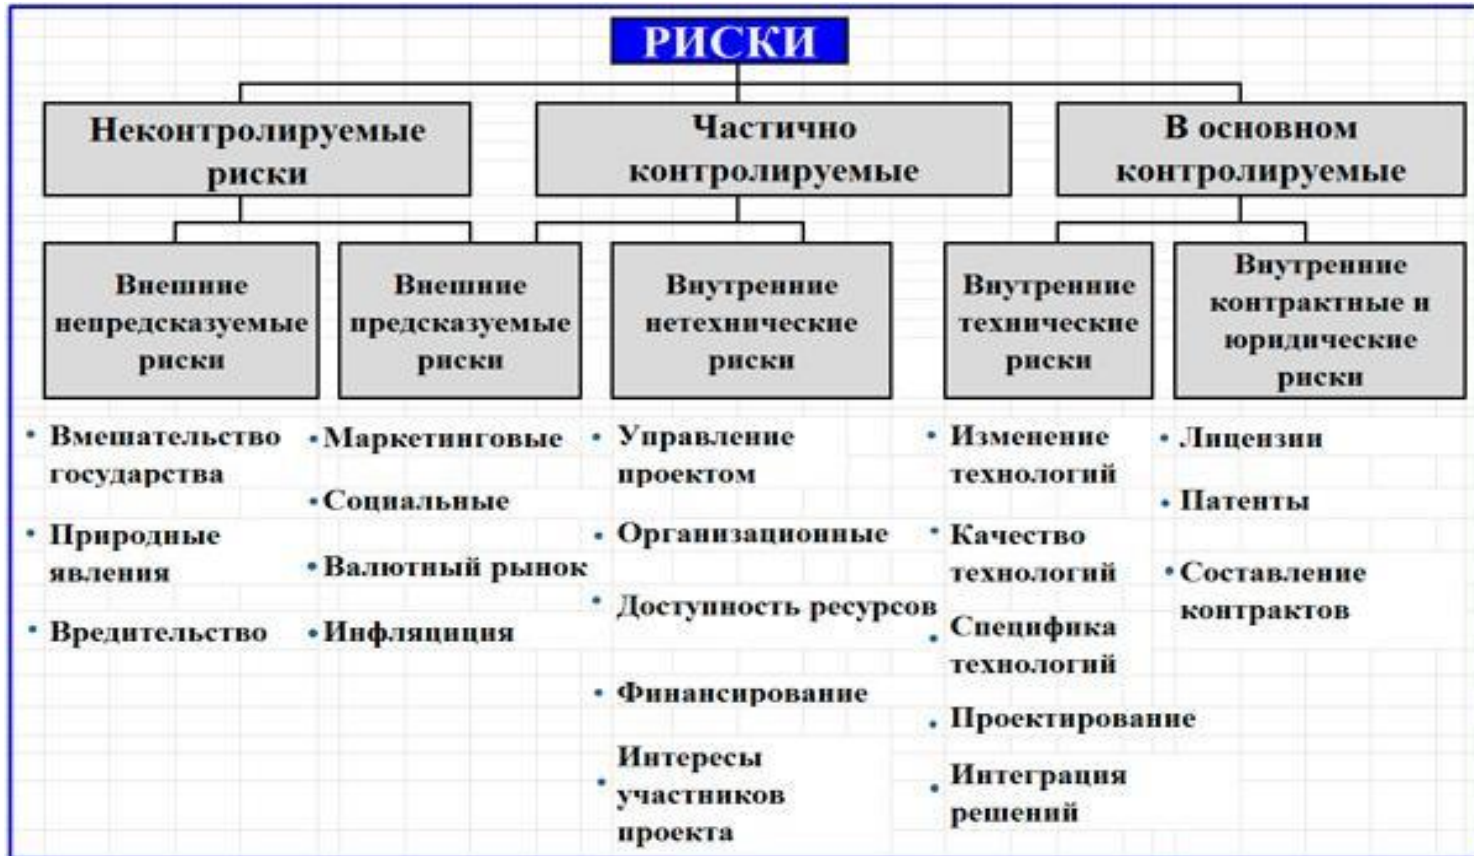 РИСКИ
Неконтролируемые
риски
Частично
контролируемые
В основном
контролируемые
Внешние
непредсказуемые
риски
Внешние
предсказуемые
риски
Внутренние
нетехнические
риски
Внутренние
технические
риски
Внутренние
контрактные и
юридические
риски
• Вмешательство
государства
• Природные
явления
• Вредительство
• Маркетинговые
• Социальные
• Валютный рынок
• Инфляциция
• Управление
проектом
• Организационные
• Доступность ресурсов
• Финансирование
• Интересы
участников
проекта
• Изменение
технологий
• Качество
технологий
• Специфика
технологий
• Проектирование
• Интеграция
решений
• Лицензии
• Патенты
• Составление
контрактов